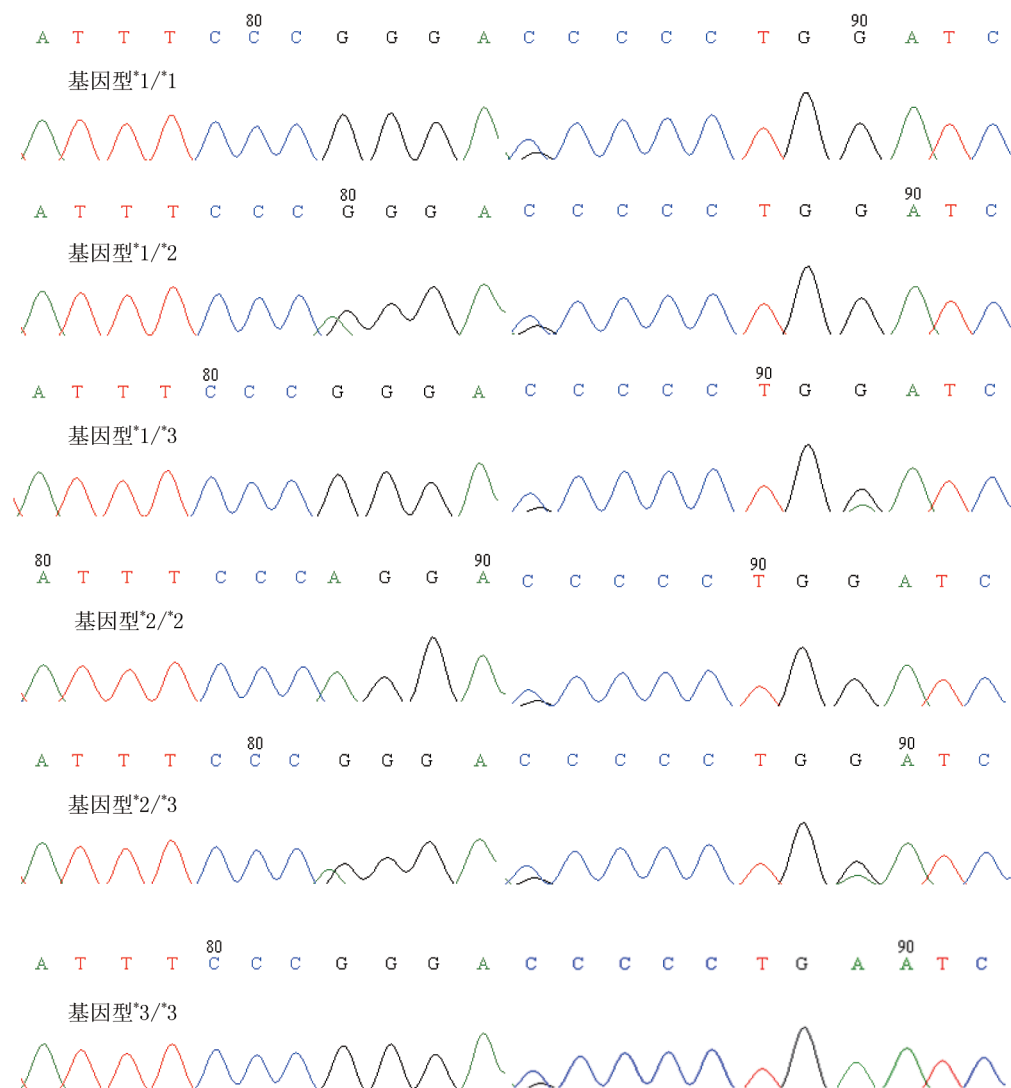 80 90
A T T T C C C G G G A C C C C C T G G A T C
基因型*1/*1
80 90
A T T T C C C G G G A C C C C C T G G A T C
基因型*1/*2
80 90
A T T T C C C G G G A C C C C C T G G A T C
基因型*1/*3
80 90 90
A T T T C C C A G G A C C C C C T G G A T C
基因型*2/*2
80 90
A T T T C C C G G G A C C C C C T G G A T C
基因型*2/*3
80 90
A T T T C C C G G G A C C C C C T G A A T C
基因型*3/*3